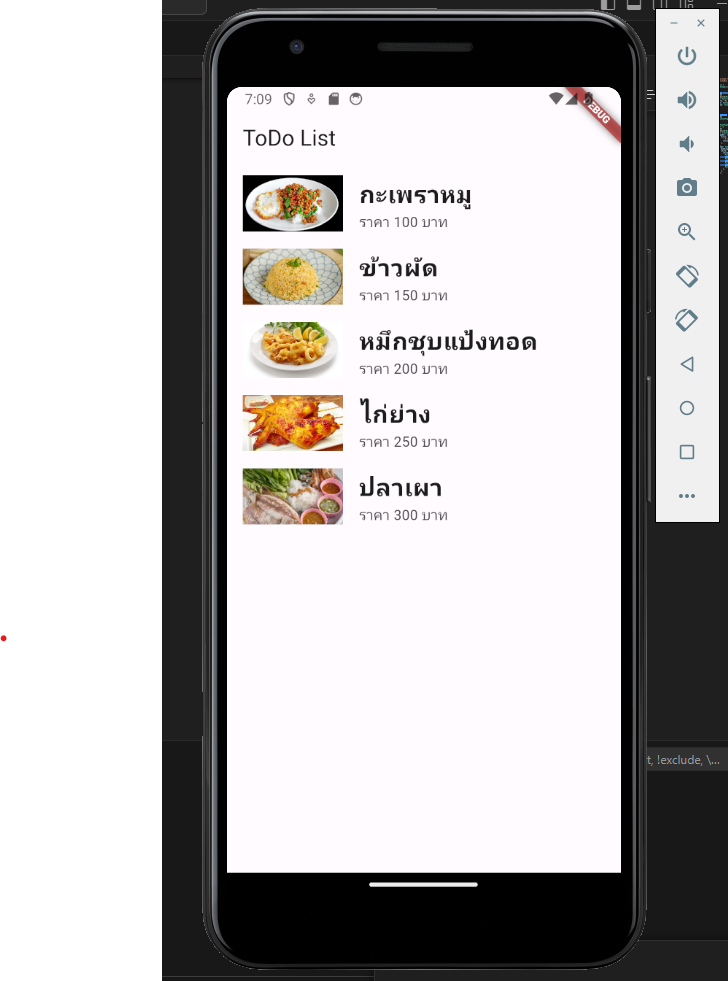 7:09
DEBUG
ToDo List
กะเพราหมู
ราคา 100 บาท
ข้าวผัด
ราคา 150 บาท
หมึกชุบแป้งทอด
ราคา 200 บาท
ไก่ย่าง
ราคา 250 บาท
ปลาเผา
ราคา 300 บาท
t, !exclude, \...